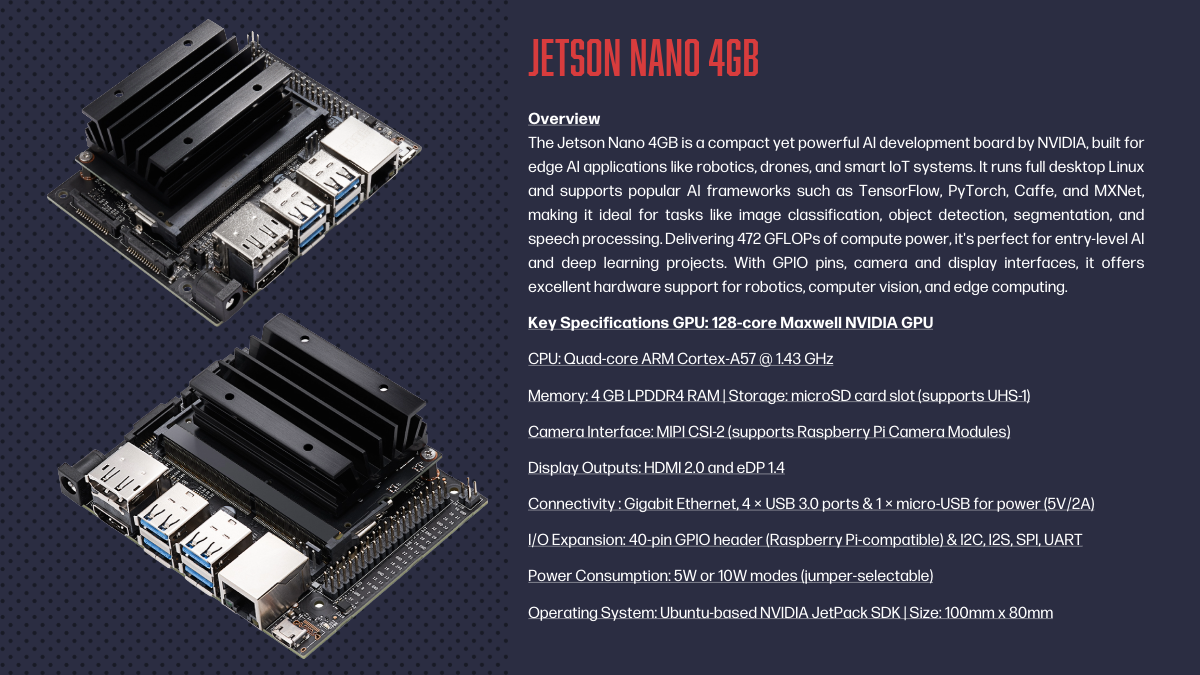 JETSON NANO 4GB
Overview
The Jetson Nano 4GB is a compact yet powerful AI development board by NVIDIA, built for
edge AI applications like robotics, drones, and smart IoT systems. It runs full desktop Linux
and supports popular AI frameworks such as TensorFlow, PyTorch, Caffe, and MXNet,
making it ideal for tasks like image classification, object detection, segmentation, and
speech processing. Delivering 472 GFLOPs of compute power, it's perfect for entry-level AI
and deep learning projects. With GPIO pins, camera and display interfaces, it offers
excellent hardware support for robotics, computer vision, and edge computing.
Key Specifications GPU: 128-core Maxwell NVIDIA GPU
CPU: Quad-core ARM Cortex-A57 @ 1.43 GHz
Memory: 4 GB LPDDR4 RAM | Storage: microSD card slot (supports UHS-1)
Camera Interface: MIPI CSI-2 (supports Raspberry Pi Camera Modules)
Display Outputs: HDMI 2.0 and eDP 1.4
Connectivity : Gigabit Ethernet, 4 × USB 3.0 ports & 1 × micro-USB for power (5V/2A)
I/O Expansion: 40-pin GPIO header (Raspberry Pi-compatible) & I2C, I2S, SPI, UART
Power Consumption: 5W or 10W modes (jumper-selectable)
Operating System: Ubuntu-based NVIDIA JetPack SDK | Size: 100mm x 80mm